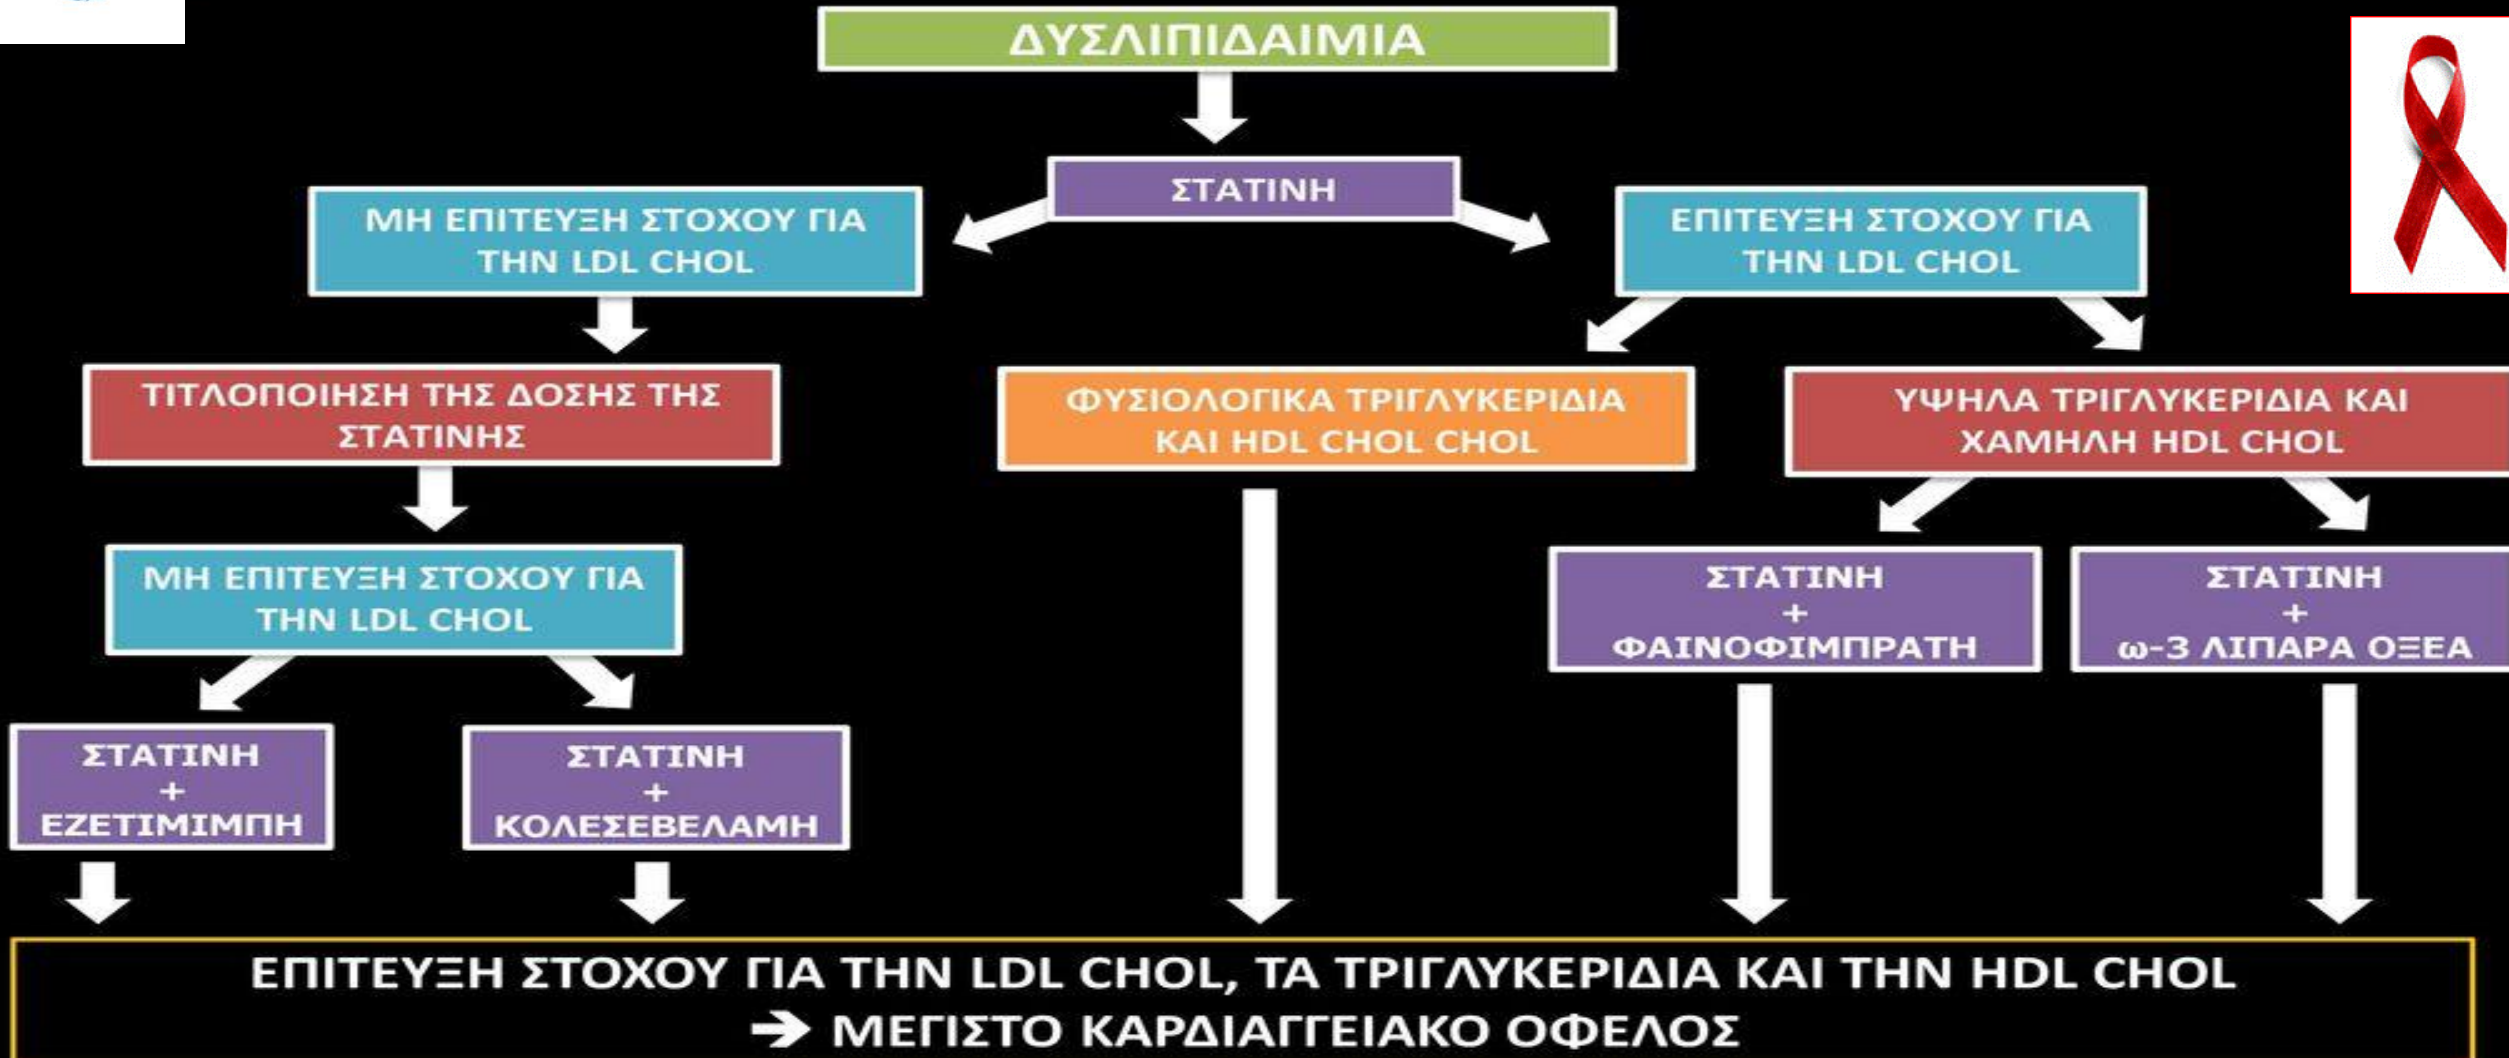 ΔΥΣΛΙΠΙΔΑΙΜΙΑ
ΣΤΑΤΙΝΗ
ΜΗ ΕΠΙΤΕΥΞΗ ΣΤΟΧΟΥ ΓΙΑ
ΤΗΝ LDL CHOL
ΕΠΙΤΕΥΞΗ ΣΤΟΧΟΥ ΓΙΑ
ΤΗΝ LDL CHOL
ΤΙΤΛΟΠΟΙΗΣΗ ΤΗΣ ΔΟΣΗΣ ΤΗΣ
ΣΤΑΤΙΝΗΣ
ΦΥΣΙΟΛΟΓΙΚΑ ΤΡΙΓΛΥΚΕΡΙΔΙΑ
ΚΑΙ HDL CHOL CHOL
ΥΨΗΛΑ ΤΡΙΓΛΥΚΕΡΙΔΙΑ ΚΑΙ
ΧΑΜΗΛΗ HDL CHOL
ΜΗ ΕΠΙΤΕΥΞΗ ΣΤΟΧΟΥ ΓΙΑ
ΤΗΝ LDL CHOL
ΣΤΑΤΙΝΗ
+
ΦΑΙΝΟΦΙΜΠΡΑΤΗ
ΣΤΑΤΙΝΗ
+
ω-3 ΛΙΠΑΡΑ ΟΞΕΑ
ΣΤΑΤΙΝΗ
+
ΕΖΕΤΙΜΙΜΠΗ
ΣΤΑΤΙΝΗ
+
ΚΟΛΕΣΕΒΕΛΑΜΗ
ΕΠΙΤΕΥΞΗ ΣΤΟΧΟΥ ΓΙΑ ΤΗΝ LDL CHOL, ΤΑ ΤΡΙΓΛΥΚΕΡΙΔΙΑ ΚΑΙ ΤΗΝ HDL CHOL
➔ ΜΕΓΙΣΤΟ ΚΑΡΔΙΑΓΓΕΙΑΚΟ ΟΦΕΛΟΣ